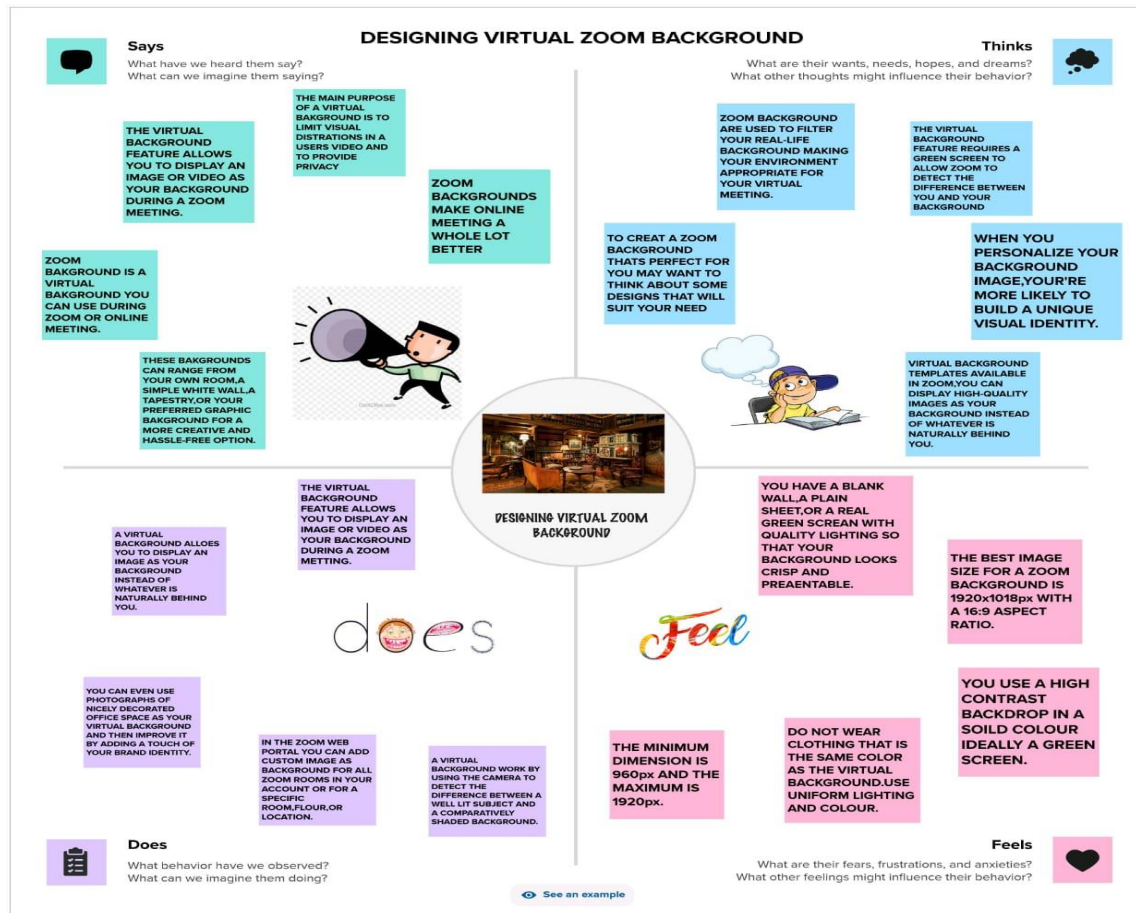 DESIGNING VIRTUAL ZOOM BACKGROUND
Says
What have we heard them say?
What can we imagine them saying?
THE MAIN PURPOSE
OF A VIRTUAL
BAKGROUND IS TO
LIMIT VISUAL
DISTRATIONS IN A
USERS VIDEO AND
TO PROVIDE
PRIVACY
THE VIRTUAL
BACKGROUND
FEATURE ALLOWS
YOU TO DISPLAY AN
IMAGE OR VIDEO AS
YOUR BACKGROUND
DURING A ZOOM
MEETING.
ZOOM
BACKGROUNDS
MAKE ONLINE
MEETING A
WHOLE LOT
BETTER
ZOOM
BAKGROUND IS A
VIRTUAL
BAKGROUND YOU
CAN USE DURING
ZOOM OR ONLINE
MEETING.
THESE BAKGROUNDS
CAN RANGE FROM
YOUR OWN ROOM,A
SIMPLE WHITE WALL,A
TAPESTRY,OR YOUR
PREFERRED GRAPHIC
BAKGROUND FOR A
MORE CREATIVE AND
HASSLE-FREE OPTION.
Thinks
What are their wants, needs, hopes, and dreams?
What other thoughts might influence their behavior?
ZOOM BACKGROUND
ARE USED TO FILTER
YOUR REAL-LIFE
BACKGROUND MAKING
YOUR ENVIRONMENT
APPROPRIATE FOR
YOUR VIRTUAL
MEETING.
THE VIRTUAL
BACKGROUND
FEATURE REQUIRES A
GREEN SCREEN TO
ALLOW ZOOM TO
DETECT THE
DIFFERENCE BETWEEN
YOU AND YOUR
BACKGROUND
TO CREAT A ZOOM
BACKGROUND
THATS PERFECT FOR
YOU MAY WANT TO
THINK ABOUT SOME
DESIGNS THAT WILL
SUIT YOUR NEED
WHEN YOU
PERSONALIZE YOUR
BACKGROUND
IMAGE,YOUR'RE
MORE LIKELY TO
BUILD A UNIQUE
VISUAL IDENTITY.
VIRTUAL BACKGROUND
TEMPLATES AVAILABLE
IN ZOOM,YOU CAN
DISPLAY HIGH-QUALITY
IMAGES AS YOUR
BACKGROUND INSTEAD
OF WHATEVER IS
NATURALLY BEHIND
YOU.
DESIGNING VIRTUAL ZOOM
BACKGROUND
THE VIRTUAL
BACKGROUND
FEATURE ALLOWS
YOU TO DISPLAY AN
IMAGE OR VIDEO AS
YOUR BACKGROUND
DURING A ZOOM
METTING.
A VIRTUAL
BACKGROUND ALLOES
YOU TO DISPLAY AN
IMAGE AS YOUR
BACKGROUND
INSTEAD OF
WHATEVER IS
NATURALLY BEHIND
YOU.
does
YOU CAN EVEN USE
PHOTOGRAPHS OF
NICELY DECORATED
OFFICE SPACE AS YOUR
VIRTUAL BACKGROUND
AND THEN IMPROVE IT
BY ADDING A TOUCH OF
YOUR BRAND IDENTITY.
IN THE ZOOM WEB
PORTAL YOU CAN ADD
CUSTOM IMAGE AS
BACKGROUND FOR ALL
ZOOM ROOMS IN YOUR
ACCOUNT OR FOR A
SPECIFIC
ROOM,FLOUR,OR
LOCATION.
A VIRTUAL
BACKGROUND WORK BY
USING THE CAMERA TO
DETECT THE
DIFFERENCE BETWEEN A
WELL LIT SUBJECT AND
A COMPARATIVELY
SHADED BACKGROUND.
Does
What behavior have we observed?
What can we imagine them doing?
YOU HAVE A BLANK
WALL,A PLAIN
SHEET,OR A REAL
GREEN SCREAN WITH
QUALITY LIGHTING SO
THAT YOUR
BACKGROUND LOOKS
CRISP AND
PREAENTABLE.
THE BEST IMAGE
SIZE FOR A ZOOM
BACKGROUND IS
1920x1018px WITH
A 16:9 ASPECT
RATIO.
Feel
YOU USE A HIGH
CONTRAST
BACKDROP IN A
SOILD COLOUR
IDEALLY A GREEN
SCREEN.
THE MINIMUM
DIMENSION IS
960px AND THE
MAXIMUM IS
1920px.
DO NOT WEAR
CLOTHING THAT IS
THE SAME COLOR
AS THE VIRTUAL
BACKGROUND.USE
UNIFORM LIGHTING
AND COLOUR.
Feels
What are their fears, frustrations, and anxieties?
What other feelings might influence their behavior?
See an example